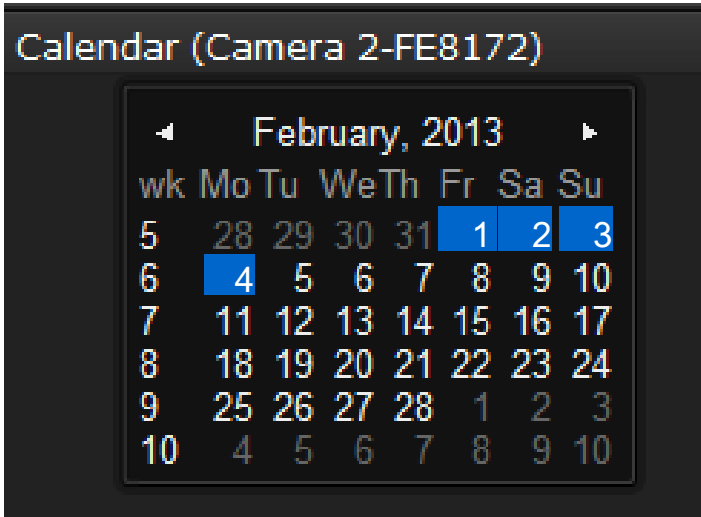 Calendar (Camera 2-FE8172)
February, 2013
wk Mo Tu We Th Fr Sa Su
5 28 29 30 31 1 2 3
6 4 5 6 7 8 9 10
7 11 12 13 14 15 16 17
8 18 19 20 21 22 23 24
9 25 26 27 28 1 2 3
10 4 5 6 7 8 9 10